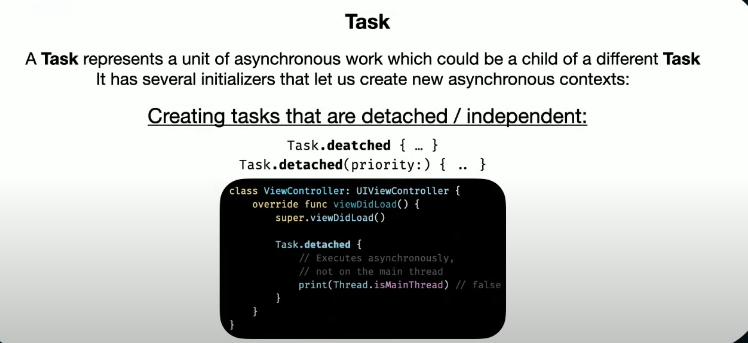 Task
A Task represents a unit of asynchronous work which could be a child of a different Task
It has several initializers that let us create new asynchronous contexts:
Creating tasks that are detached / independent:
Task.deatched { … }
Task.detached(priority:) { .. }
class ViewController: UIViewController {
override func viewDidLoad() {
super.viewDidLoad()
Task.detached {
// Executes asynchronously,
// not on the main thread
print(Thread.isMainThread) // false
}
}
}